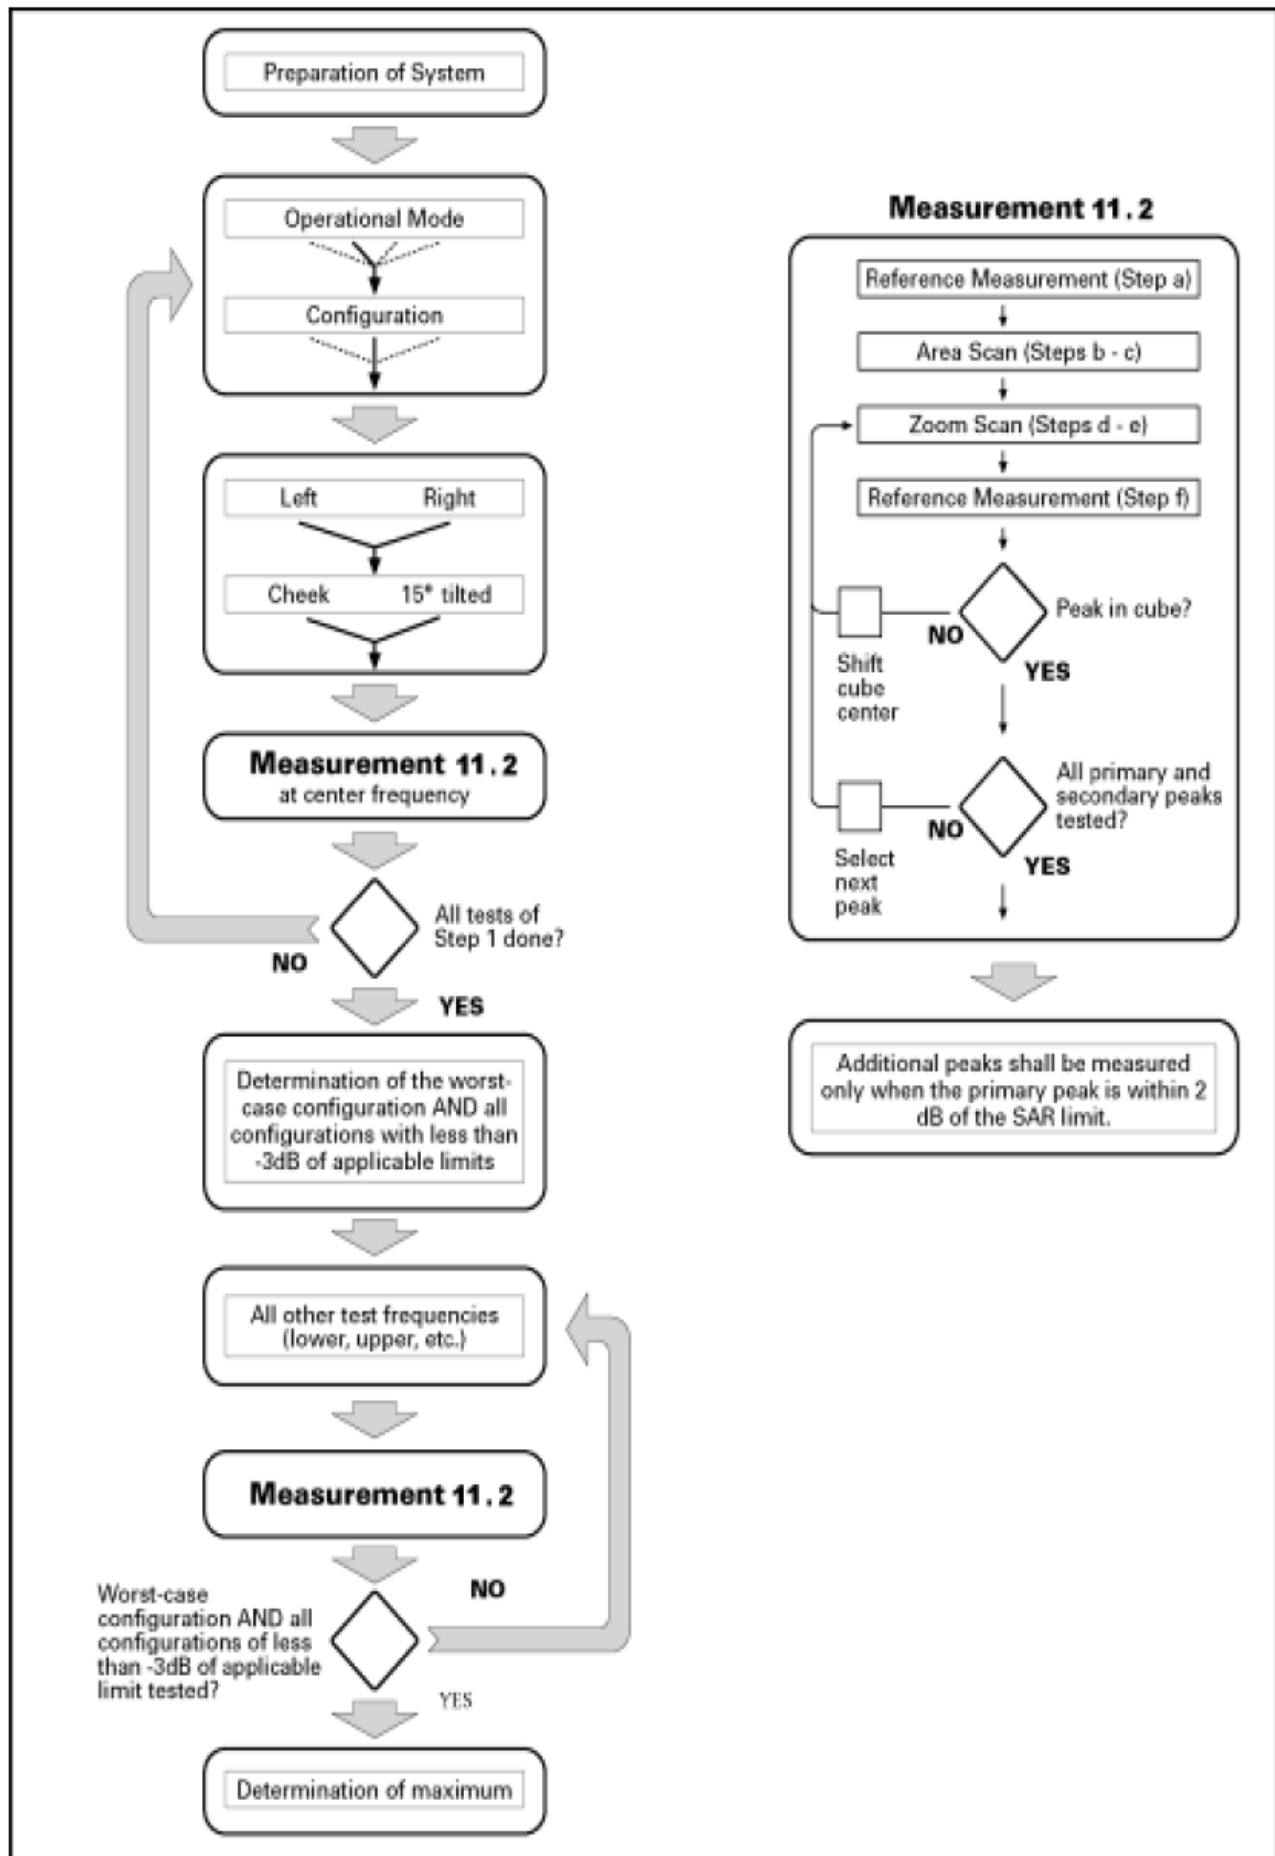 Preparation of System
Operational Mode
Configuration
Left Right
Cheek 15° tilted
Measurement 11.2
at center frequency
All tests of
Step 1 done?
NO
YES
Determination of the worst-
case configuration AND all
configurations with less than
-3dB of applicable limits
All other test frequencies
(lower, upper, etc.)
Measurement 11.2
NO
Worst-case
configuration AND all
configurations of less
than -3dB of applicable
limit tested?
YES
Determination of maximum
Measurement 11.2
Reference Measurement (Step a)
Area Scan (Steps b - c)
Zoom Scan (Steps d - e)
Reference Measurement (Step f)
Peak in cube?
NO
YES
Shift
cube
center
All primary and
secondary peaks
tested?
NO
YES
Select
next
peak
Additional peaks shall be measured
only when the primary peak is within 2
dB of the SAR limit.